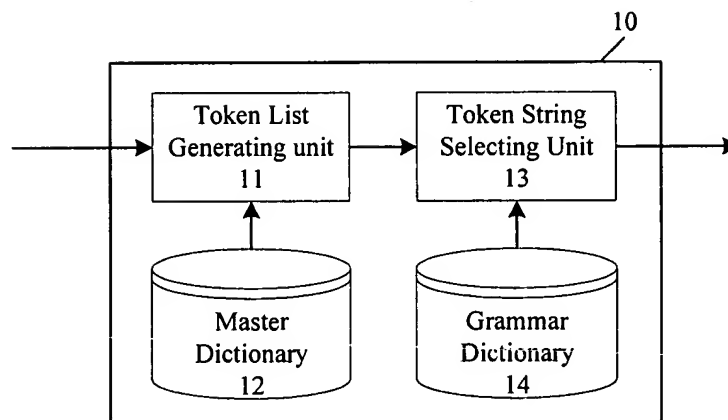 10
Token List
Generating unit
11
Token String
Selecting Unit
13
Master
Dictionary
12
Grammar
Dictionary
14